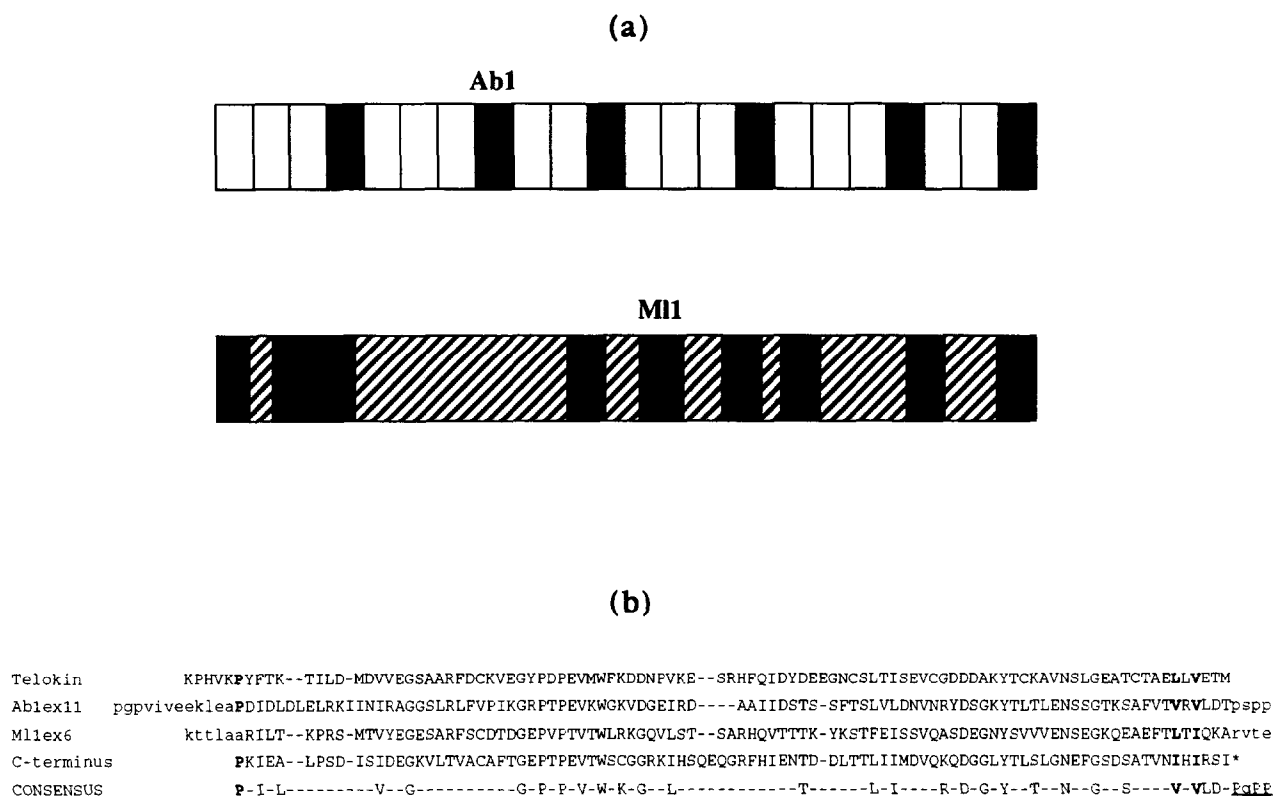 (a)
Ab1
Ml1
(b)
Telokin KPHVKPYFTK--TILD-MDVVEGSAARFDCKVEGYPDPEVMWFKDDNPVKE--SRHFQIDYDEEGNCSLTISEVCGDDDAKYTCKAVNSLGEATCTAELLVETM
Ab1ex11 pgpviveekleaPDIDLDLELRKIINIRAGGSLRLFVPIKGRPTPEVKWGKVDGEIRD----AAIIDSTS-SFTSLVLDNVNRYDSGKYTLTLENSSGTKSAFVTVRVLDTpspp
Ml1ex6 kttlaaRILT--KPRS-MTVYEGESARFSCDTDGEPVPTVTWLRKGQVLST--SARHQVTTTK-YKSTFEISSVQASDEGNYSVVVENSEGKQEAEFTLTIQKArvte
C-terminus PKIEA--LPSD-ISIDEGKVLTVACAFTGEPTPEVTWSCGGRKIHSQEQGRFHIENTD-DLTTLIIMDVQKQDGGLYTLSLGNEFGSDSATVNIHIRSI*
CONSENSUS P-I-L---------V--G----------G-P-P-V-W-K-G--L------------T------L-I----R-D-G-Y--T--N--G--S----V-VLD-PgPP